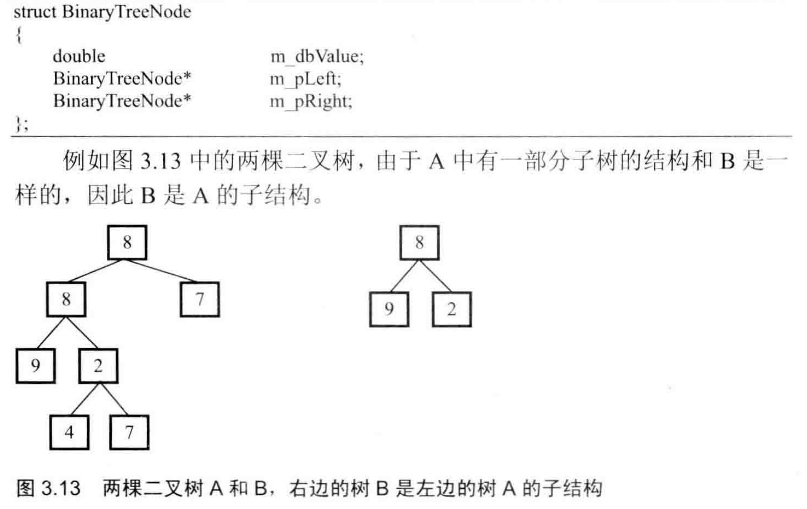 struct BinaryTreeNode
{
double m_dbValue;
BinaryTreeNode* m_pLeft;
BinaryTreeNode* m_pRight;
};
例如图 3.13 中的两棵二叉树，由于 A 中有一部分子树的结构和 B 是一
样的，因此 B 是 A 的子结构。
8 8
8 7 9 2
9 2
4 7
图 3.13 两棵二叉树 A 和 B，右边的树 B 是左边的树 A 的子结构